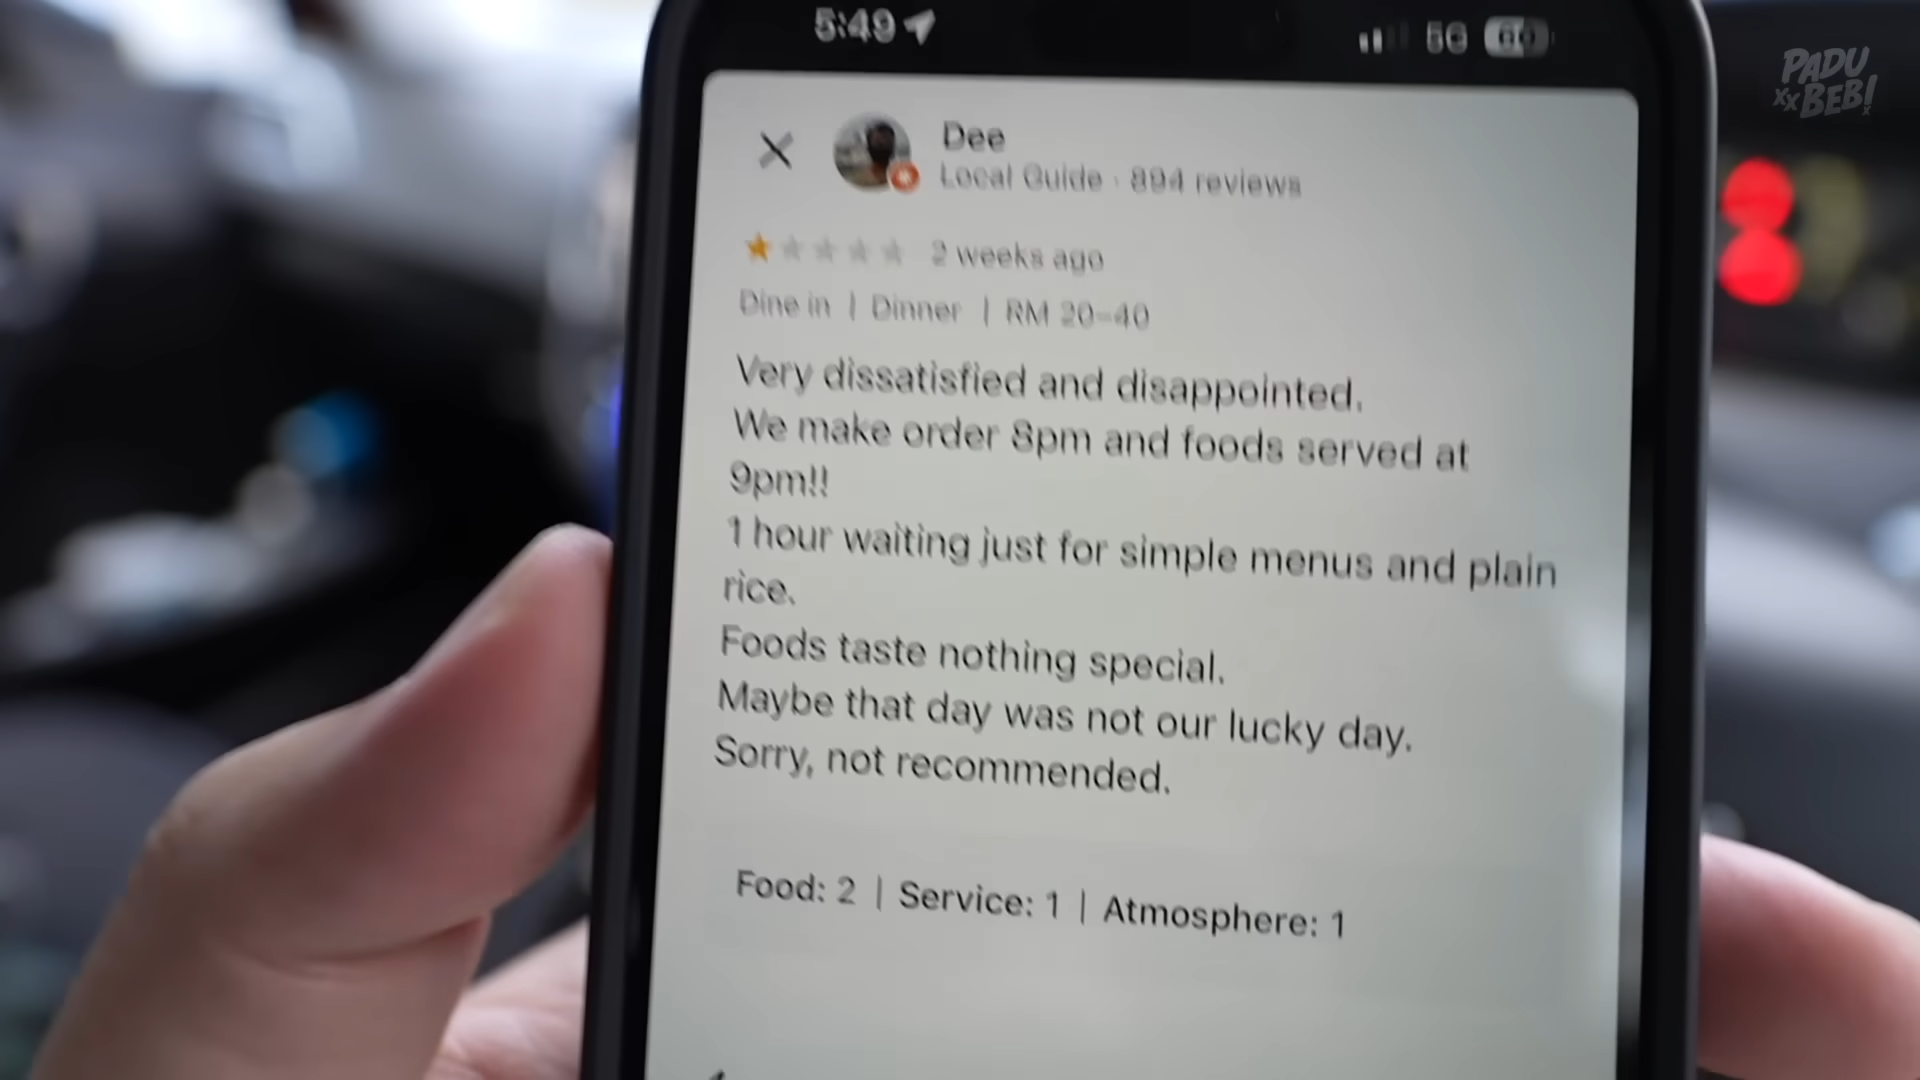 5:49
5G 60
PADU
xxBEB!x
Dee
Local Guide · 894 reviews
2 weeks ago
Dine in | Dinner | RM 20–40
Very dissatisfied and disappointed.
We make order 8pm and foods served at
9pm!!
1 hour waiting just for simple menus and plain
rice.
Foods taste nothing special.
Maybe that day was not our lucky day.
Sorry, not recommended.
Food: 2 | Service: 1 | Atmosphere: 1